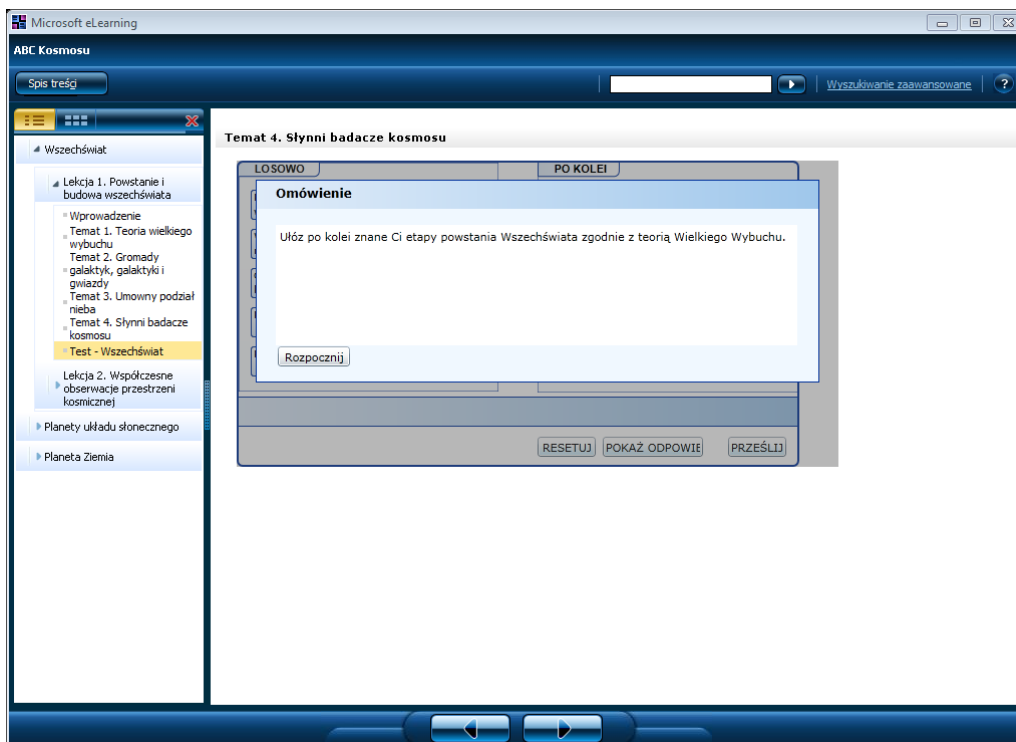 Microsoft eLearning
ABC Kosmosu
Spis treści
Wyszukiwanie zaawansowane
?
Wszechświat
Lekcja 1. Powstanie i
budowa wszechświata
Wprowadzenie
Temat 1. Teoria wielkiego
wybuchu
Temat 2. Gromady
galaktyk, galaktyki i
gwiazdy
Temat 3. Umowny podział
nieba
Temat 4. Słynni badacze
kosmosu
Test - Wszechświat
Lekcja 2. Współczesne
obserwacje przestrzeni
kosmicznej
Planety układu słonecznego
Planeta Ziemia
Temat 4. Słynni badacze kosmosu
LOSOWO
PO KOLEI
Omówienie
Ułóż po kolei znane Ci etapy powstania Wszechświata zgodnie z teorią Wielkiego Wybuchu.
Rozpocznij
RESETUJ POKAŻ ODPOWIE PRZEŚLIJ